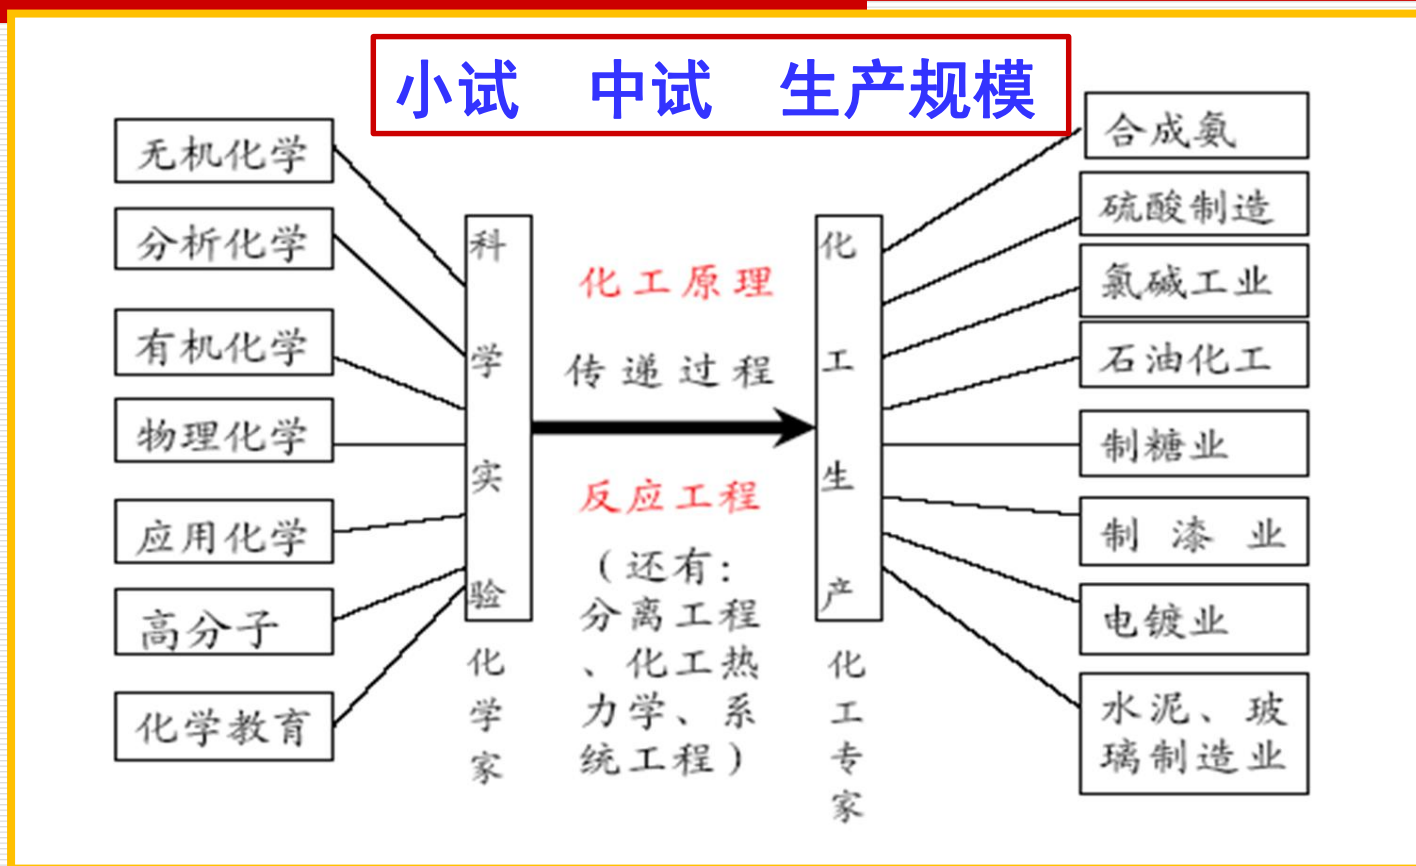 小试 中试 生产规模
无机化学
分析化学
有机化学
物理化学
应用化学
高分子
化学教育
科学实验
化学家
化工原理
传递过程
反应工程
（还有：
分离工程
、化工热
力学、系
统工程）
化工生产
化工专家
合成氨
硫酸制造
氯碱工业
石油化工
制糖业
制漆业
电镀业
水泥、玻
璃制造业